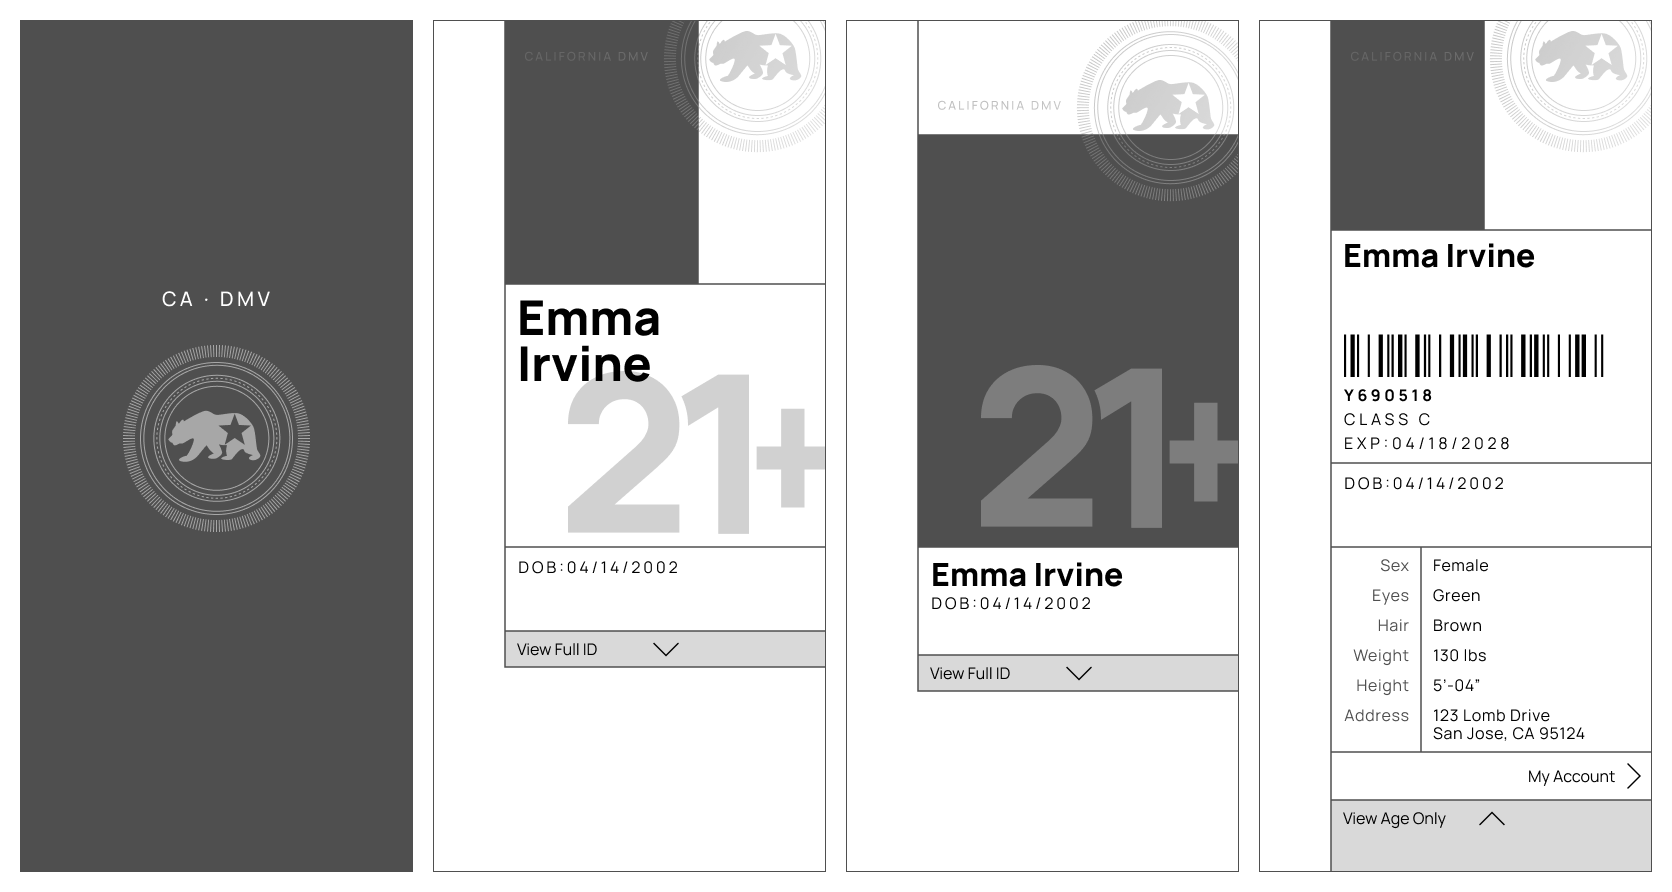 CA · DMV
CALIFORNIA DMV
Emma
Irvine
21+
DOB:04/14/2002
View Full ID
CALIFORNIA DMV
21+
Emma Irvine
DOB:04/14/2002
View Full ID
CALIFORNIA DMV
Emma Irvine
Y690518
CLASS C
EXP:04/18/2028
DOB:04/14/2002
Sex Female
Eyes Green
Hair Brown
Weight 130 lbs
Height 5'-04"
Address 123 Lomb Drive
San Jose, CA 95124
My Account
View Age Only